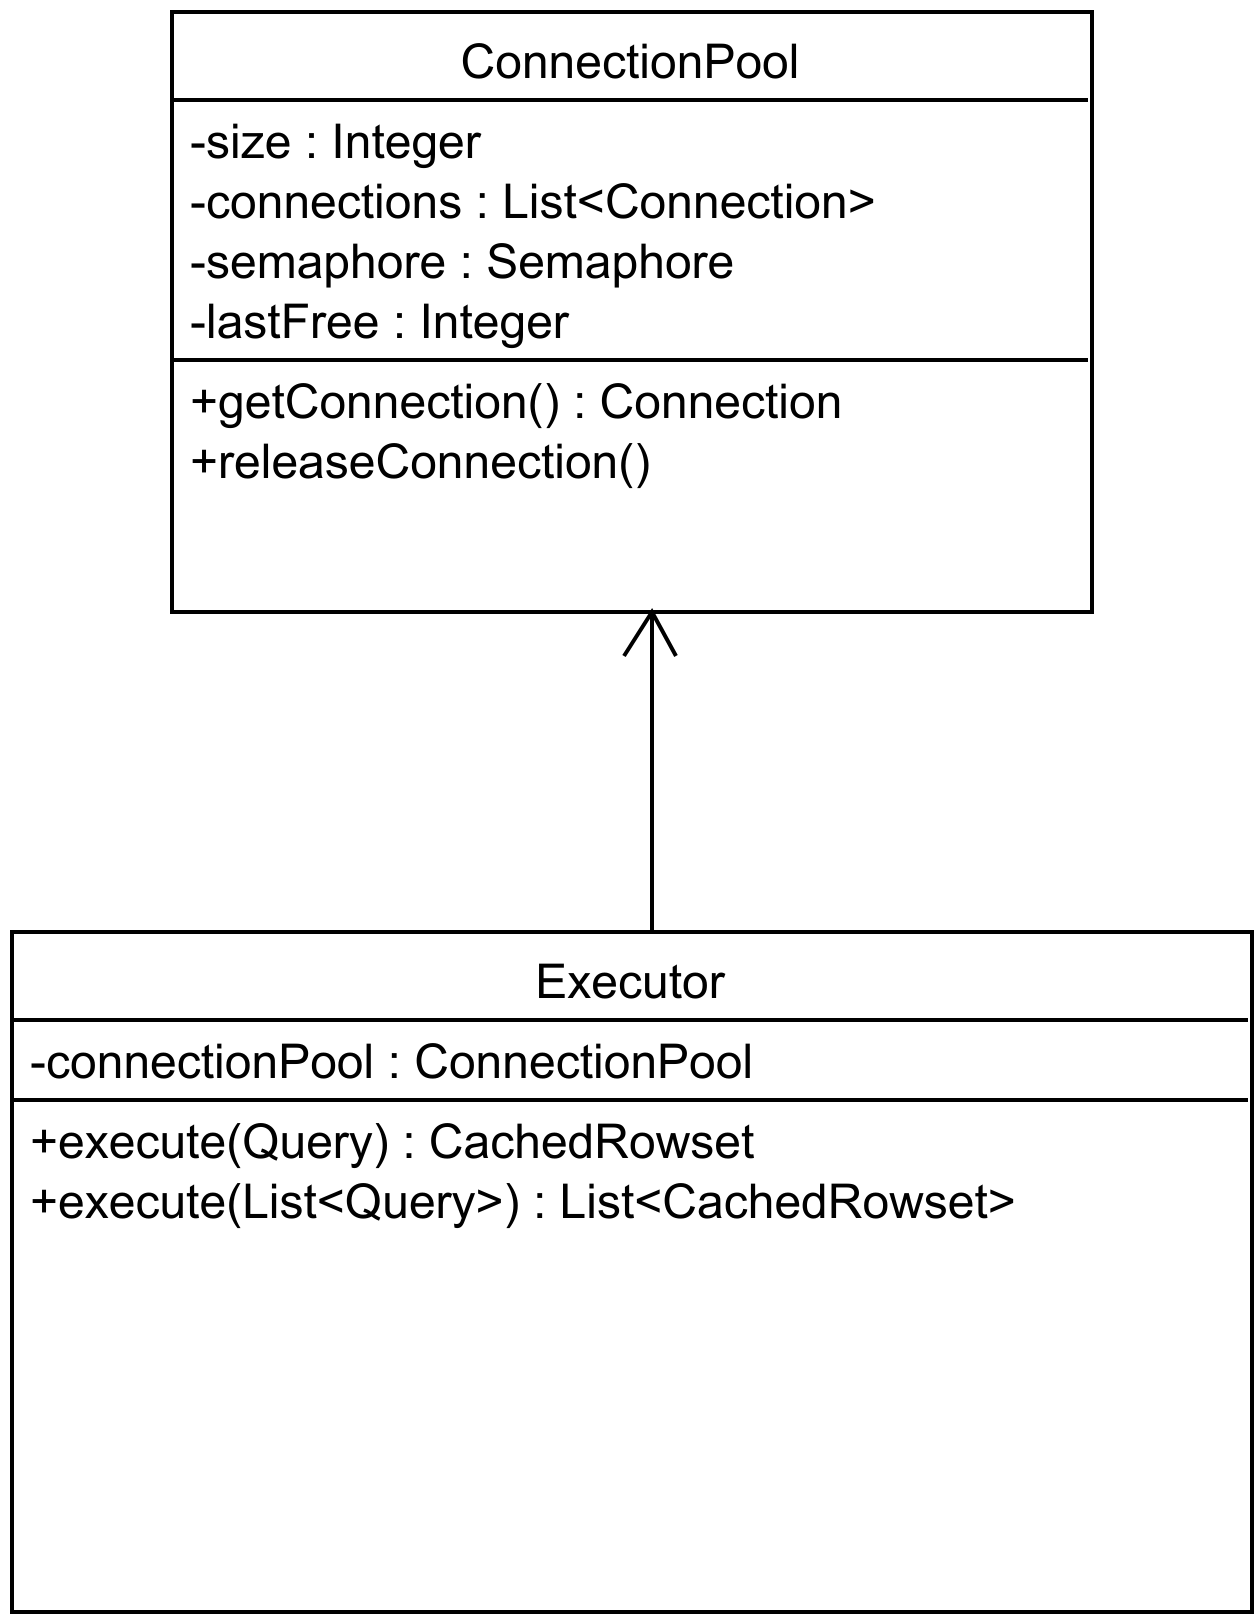 ConnectionPool
-size : Integer
-connections : List<Connection>
-semaphore : Semaphore
-lastFree : Integer
+getConnection() : Connection
+releaseConnection()
Executor
-connectionPool : ConnectionPool
+execute(Query) : CachedRowset
+execute(List<Query>) : List<CachedRowset>